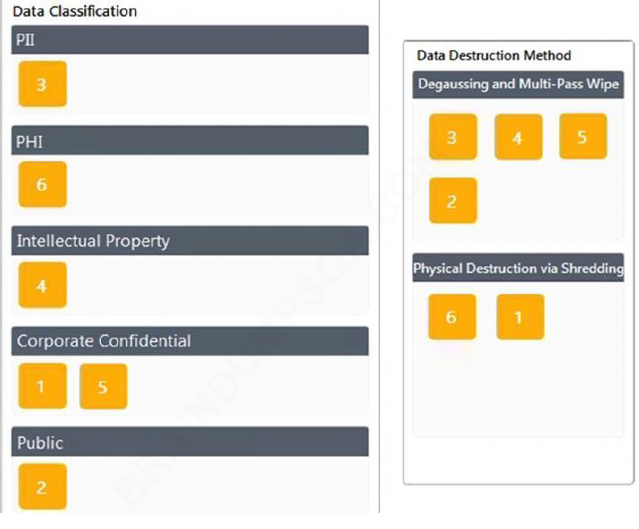 Data Classification
PII
3
PHI
6
Intellectual Property
4
Corporate Confidential
1 5
Public
2
Data Destruction Method
Degaussing and Multi-Pass Wipe
3 4 5
2
Physical Destruction via Shredding
6 1